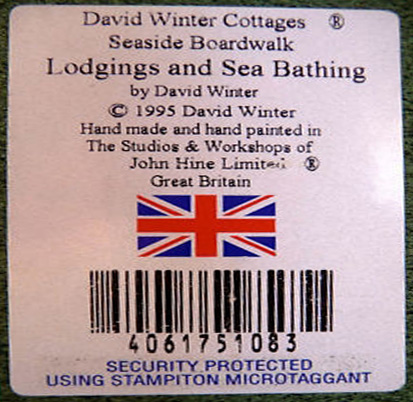 David Winter Cottages ®
Seaside Boardwalk
Lodgings and Sea Bathing
by David Winter
© 1995 David Winter
Hand made and hand painted in
The Studios & Workshops of
John Hine Limited ®
Great Britain
4061751083
SECURITY PROTECTED
USING STAMPITON MICROTAGGANT